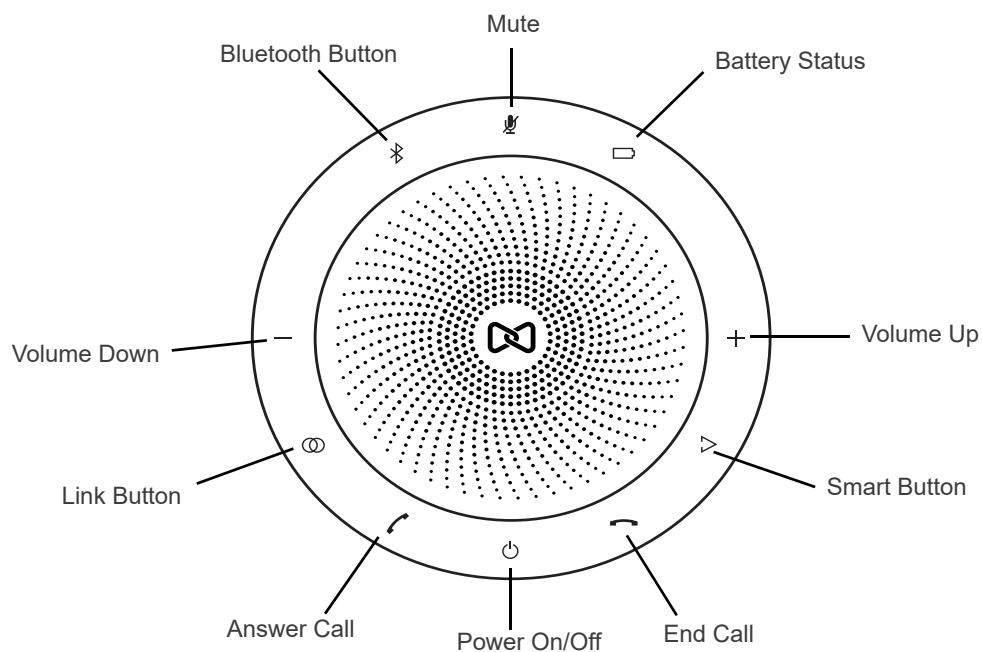 Mute
Bluetooth Button
Battery Status
Volume Down
Volume Up
Link Button
Smart Button
Answer Call
Power On/Off
End Call